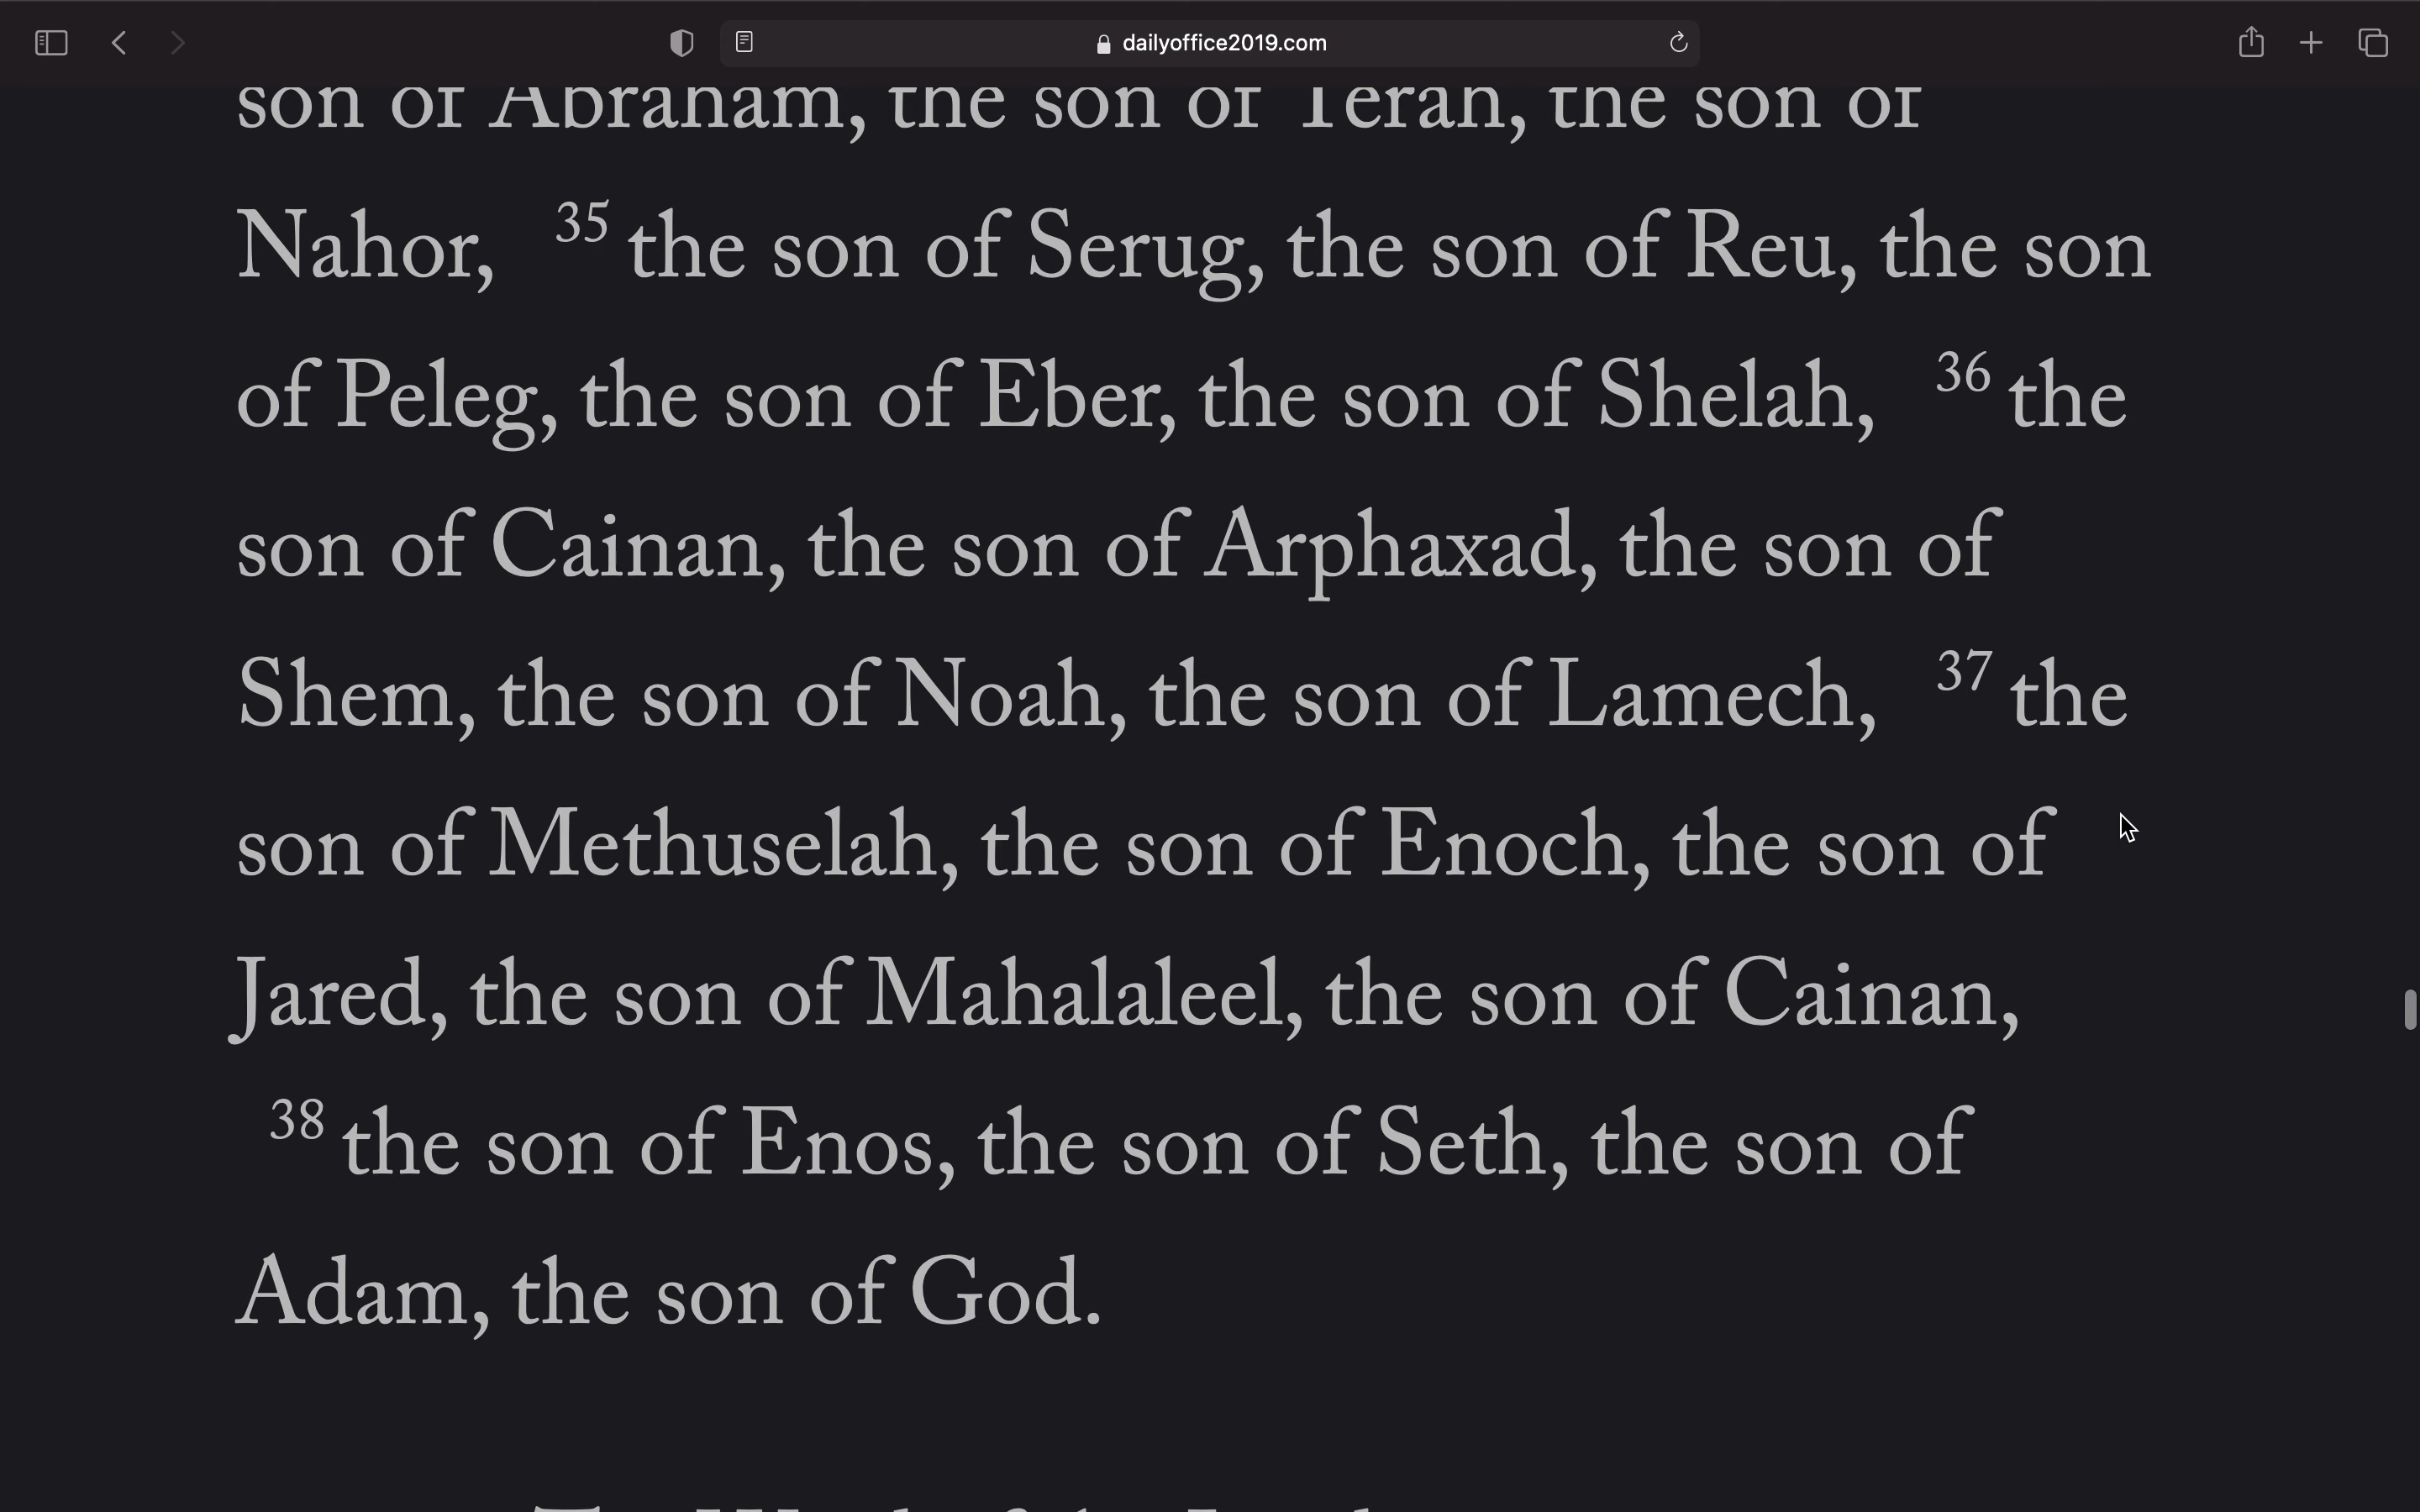 dailyoffice2019.com
son of Abraham, the son of Terah, the son of
Nahor, 35 the son of Serug, the son of Reu, the son
of Peleg, the son of Eber, the son of Shelah, 36 the
son of Cainan, the son of Arphaxad, the son of
Shem, the son of Noah, the son of Lamech, 37 the
son of Methuselah, the son of Enoch, the son of
Jared, the son of Mahalaleel, the son of Cainan,
38 the son of Enos, the son of Seth, the son of
Adam, the son of God.